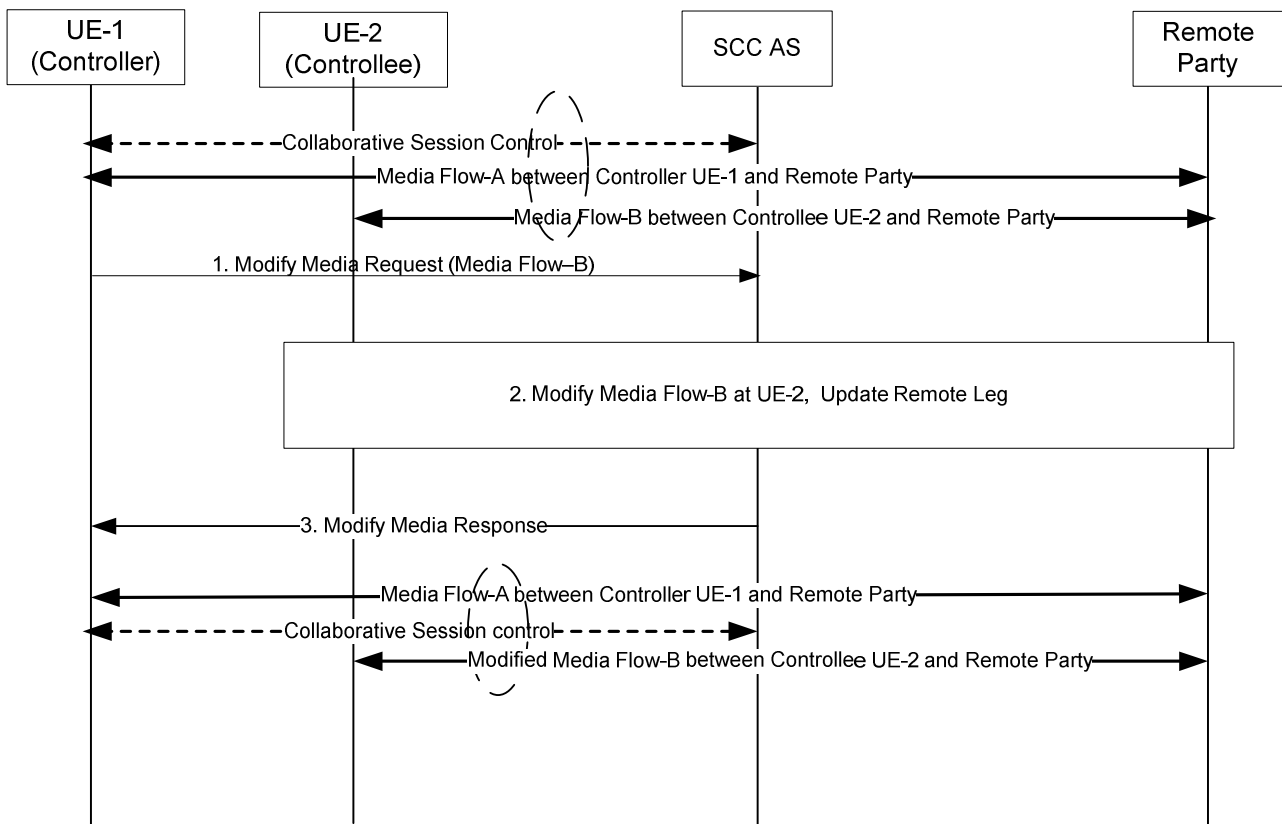 UE-1
(Controller)
UE-2
(Controllee)
SCC AS
Remote
Party
Collaborative Session Control
Media Flow-A between Controller UE-1 and Remote Party
Media Flow-B between Controllee UE-2 and Remote Party
1. Modify Media Request (Media Flow–B)
2. Modify Media Flow-B at UE-2, Update Remote Leg
3. Modify Media Response
Media Flow-A between Controller UE-1 and Remote Party
Collaborative Session control
Modified Media Flow-B between Controllee UE-2 and Remote Party